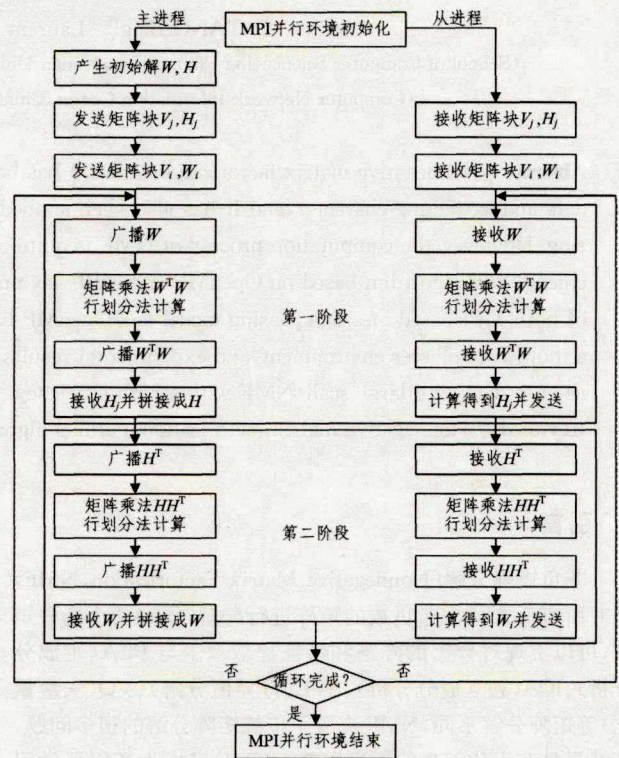 主进程
MPI并行环境初始化
从进程
产生初始解W, H
发送矩阵块Vⱼ,Hⱼ
接收矩阵块Vⱼ,Hⱼ
发送矩阵块Vᵢ,Wᵢ
接收矩阵块Vᵢ,Wᵢ
广播W
接收W
矩阵乘法WᵀW
行划分法计算
矩阵乘法WᵀW
行划分法计算
第一阶段
广播WᵀW
接收WᵀW
接收Hⱼ并拼接成H
计算得到Hⱼ并发送
广播Hᵀ
接收Hᵀ
矩阵乘法HHᵀ
行划分法计算
矩阵乘法HHᵀ
行划分法计算
第二阶段
广播HHᵀ
接收HHᵀ
接收Wᵢ并拼接成W
计算得到Wᵢ并发送
否
循环完成?
否
是
MPI并行环境结束